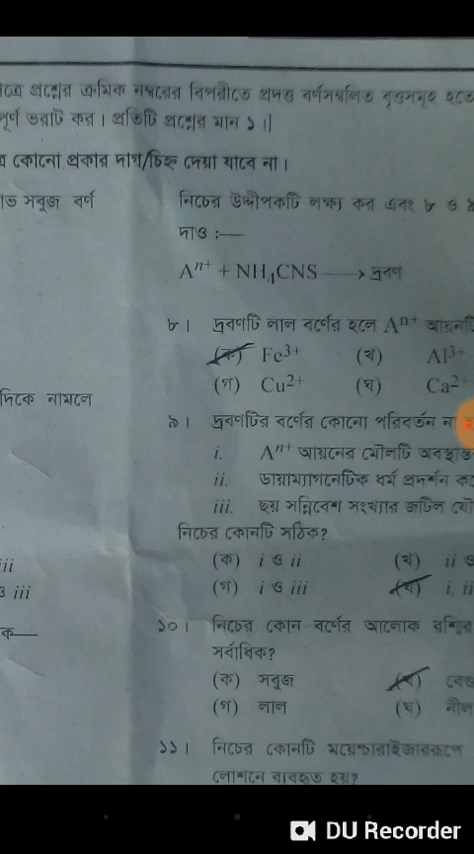 প্রশ্নের ক্রমিক নম্বরের বিপরীতে প্রদত্ত বর্ণসম্বলিত বৃত্তসমূহ হতে
ভরাট কর। প্রতিটি প্রশ্নের মান ১।]
কোনো প্রকার দাগ/চিহ্ন দেয়া যাবে না।
সবুজ বর্ণ
নিচের উদ্দীপকটি লক্ষ্য কর এবং ৮ ও ৯
দাও :—
Aⁿ⁺ + NH₄CNS ⟶ দ্রবণ
৮। দ্রবণটি লাল বর্ণের হলে Aⁿ⁺ আয়নটি
(ক) Fe³⁺ (খ) Al³⁺
(গ) Cu²⁺ (ঘ) Ca²⁺
দিকে নামলে
৯। দ্রবণটির বর্ণের কোনো পরিবর্তন না
i. Aⁿ⁺ আয়নের মৌলটি
ii. ডায়াম্যাগনেটিক ধর্ম প্রদর্শন
iii. ছয় সন্নিবেশ সংখ্যার জটিল
নিচের কোনটি সঠিক?
(ক) i ও ii (খ) ii ও
(গ) i ও iii (ঘ) i, ii
iii
ও iii
১০। নিচের কোন বর্ণের আলোক রশ্মির
সর্বাধিক?
(ক) সবুজ (খ)
(গ) লাল (ঘ) নীল
১১। নিচের কোনটি ময়েশ্চারাইজাররূপে
লোশনে ব্যবহৃত হয়?
DU Recorder